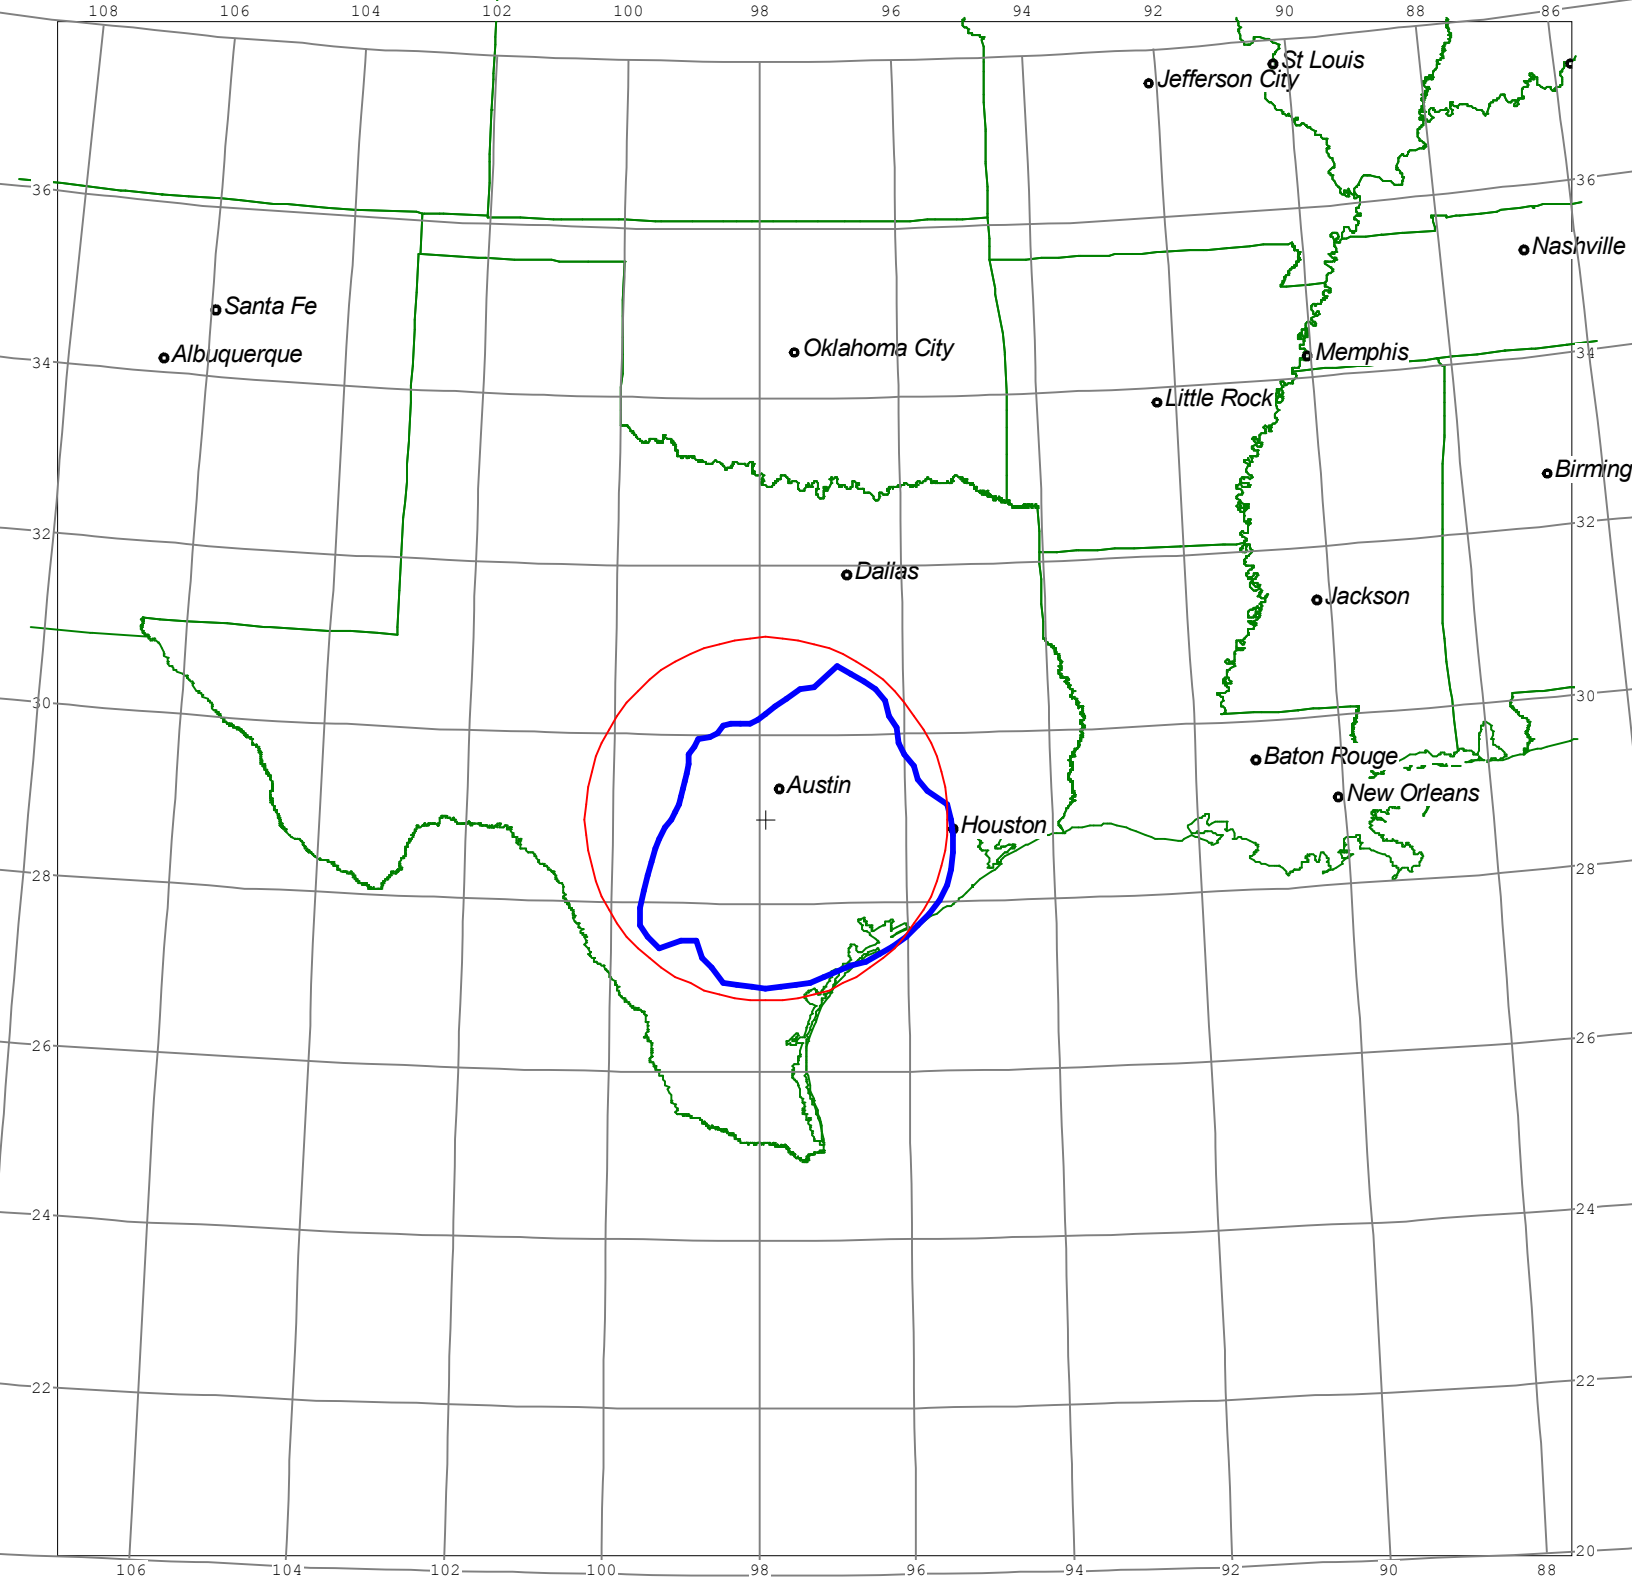 108 106 104 102 100 98 96 94 92 90 88 86
St Louis
Jefferson City
36 36
Nashville
Santa Fe
Albuquerque
Oklahoma City
Memphis
34 34
Little Rock
Birming
32 32
Dallas
Jackson
30 30
Baton Rouge
Austin
New Orleans
Houston
28 28
26 26
24 24
22 22
20
106 104 102 100 98 96 94 92 90 88